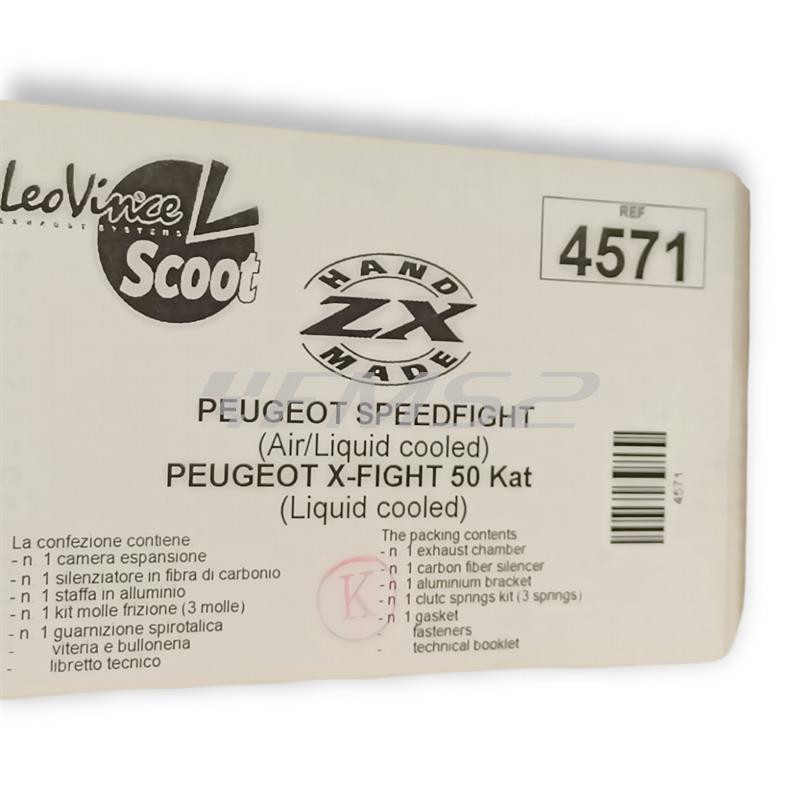 LeoVince
EXHAUST SYSTEMS
Scoot
HAND
ZX
MADE
REF.
4571
HFMS2
PEUGEOT SPEEDFIGHT
(Air/Liquid cooled)
PEUGEOT X-FIGHT 50 Kat
(Liquid cooled)
4571
La confezione contiene
- n 1 camera espansione
- n 1 silenziatore in fibra di carbonio
- n 1 staffa in alluminio
- n 1 kit molle frizione (3 molle)
- n 1 guarnizione spirotalica
- viteria e bulloneria
- libretto tecnico
The packing contents
- n 1 exhaust chamber
- n 1 carbon fiber silencer
- n 1 aluminium bracket
- n 1 clutc springs kit (3 springs)
- n 1 gasket
- fasteners
- technical booklet
K